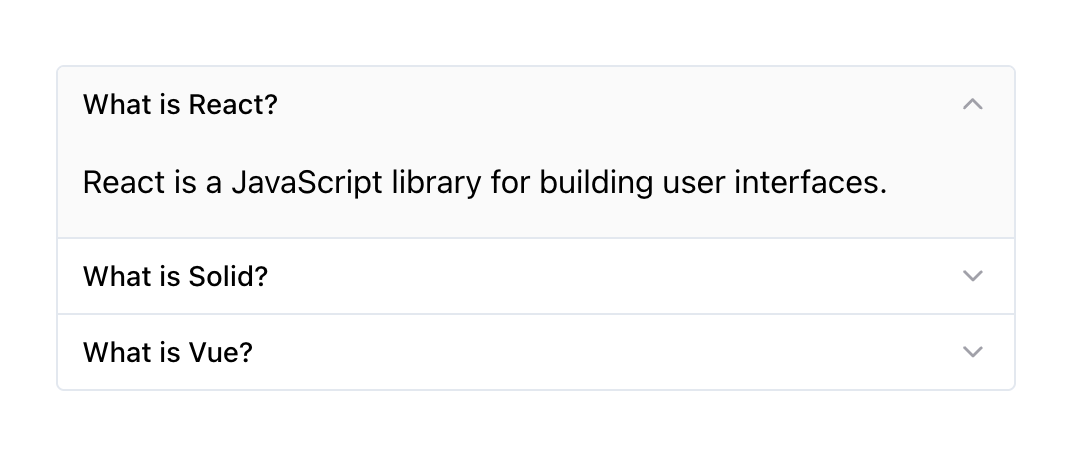 What is React?
React is a JavaScript library for building user interfaces.
What is Solid?
What is Vue?